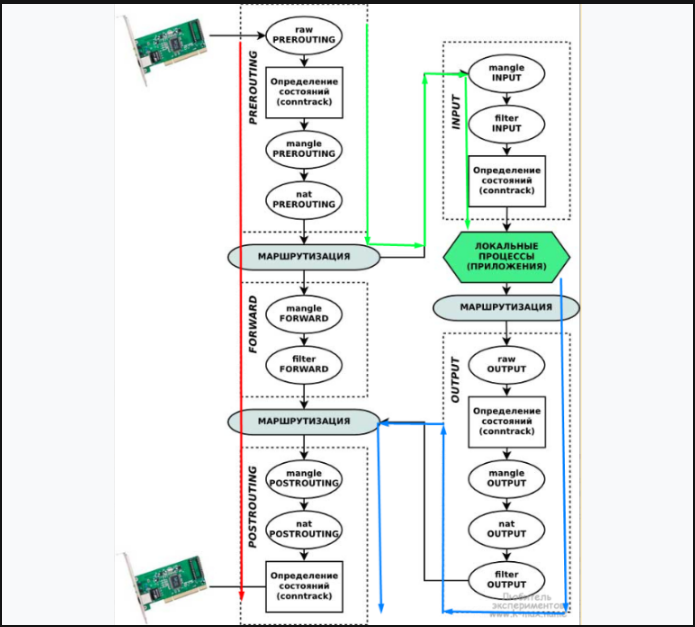 raw
PREROUTING
Определение
состояний
(conntrack)
mangle
PREROUTING
nat
PREROUTING
PREROUTING
МАРШРУТИЗАЦИЯ
mangle
FORWARD
filter
FORWARD
FORWARD
МАРШРУТИЗАЦИЯ
mangle
POSTROUTING
nat
POSTROUTING
Определение
состояний
(conntrack)
POSTROUTING
mangle
INPUT
filter
INPUT
Определение
состояний
(conntrack)
INPUT
ЛОКАЛЬНЫЕ
ПРОЦЕССЫ
(ПРИЛОЖЕНИЯ)
МАРШРУТИЗАЦИЯ
raw
OUTPUT
Определение
состояний
(conntrack)
mangle
OUTPUT
nat
OUTPUT
filter
OUTPUT
OUTPUT
Любитель
экспериментов